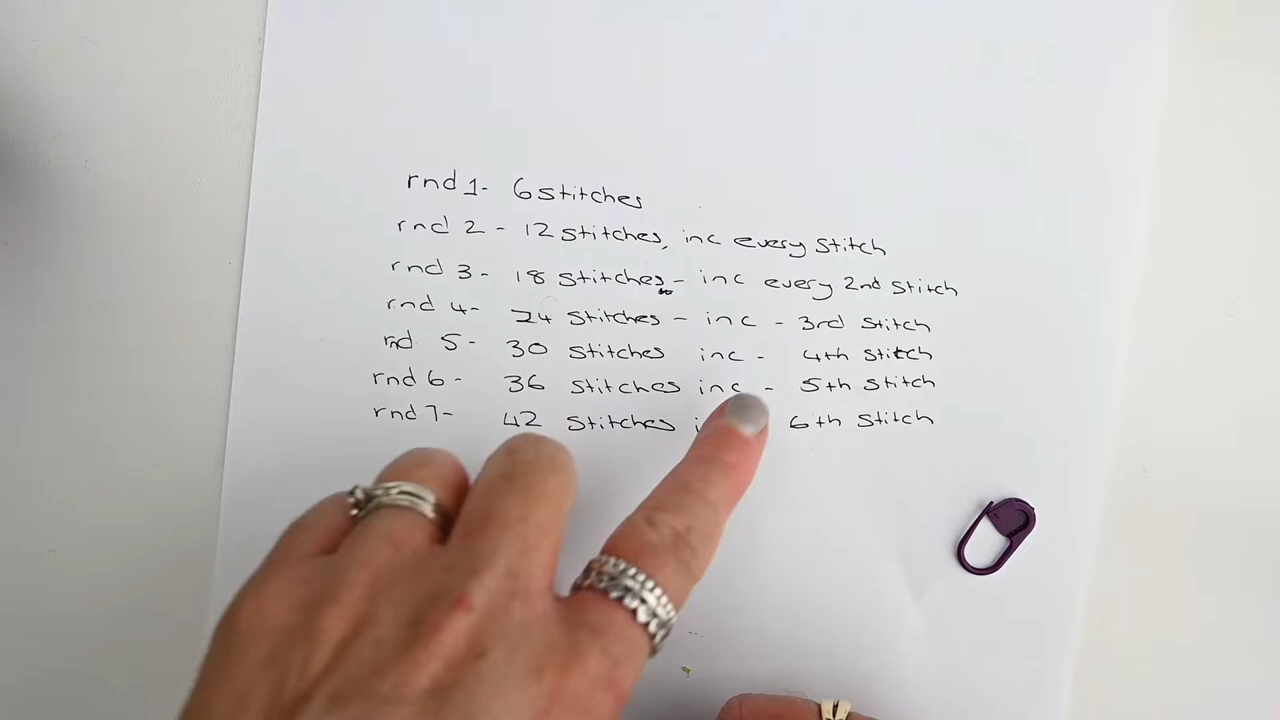 rnd 1- 6 stitches
rnd 2 - 12 stitches, inc every stitch
rnd 3- 18 stitches - inc every 2nd stitch
rnd 4- 24 stitches - inc - 3rd stitch
rnd 5- 30 stitches inc - 4th stitch
rnd 6 - 36 stitches inc - 5th stitch
rnd 7- 42 stitches 6th stitch